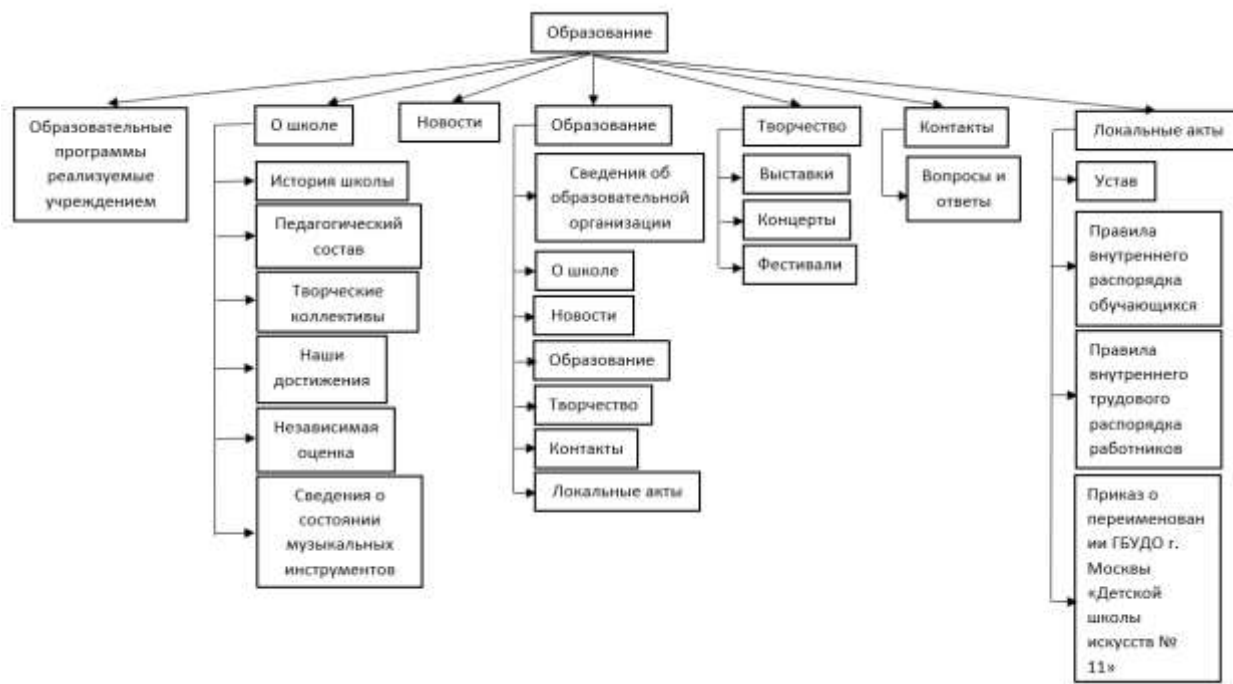 Образование
Образовательные
программы
реализуемые
учреждением
О школе
История школы
Педагогический
состав
Творческие
коллективы
Наши
достижения
Независимая
оценка
Сведения о
состоянии
музыкальных
инструментов
Новости
Образование
Сведения об
образовательной
организации
О школе
Новости
Образование
Творчество
Контакты
Локальные акты
Творчество
Выставки
Концерты
Фестивали
Контакты
Вопросы и
ответы
Локальные акты
Устав
Правила
внутреннего
распорядка
обучающихся
Правила
внутреннего
трудового
распорядка
работников
Приказ о
переименован
ии ГБУДО г.
Москвы
«Детской
школы
искусств №
11»